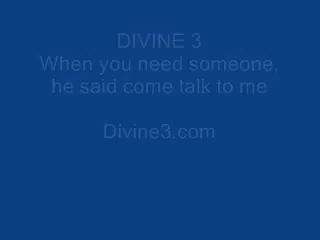 DIVINE 3
When you need someone,
he said come talk to me
Divine3.com